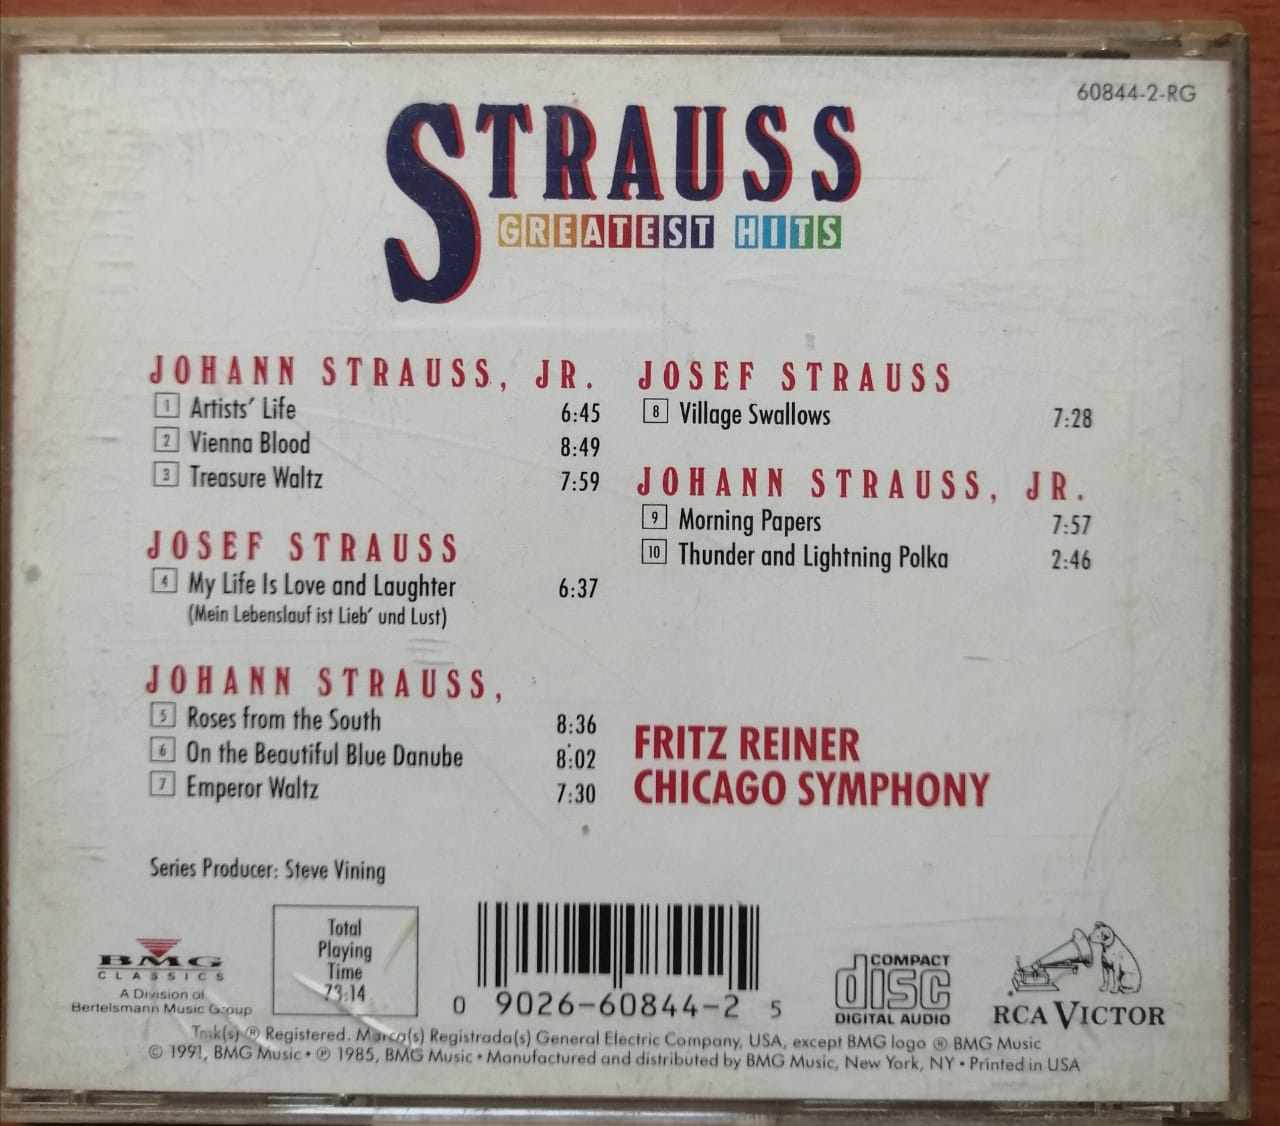 60844-2-RG
STRAUSS
GREATEST HITS
JOHANN STRAUSS, JR.
1 Artists' Life 6:45
2 Vienna Blood 8:49
3 Treasure Waltz 7:59
JOSEF STRAUSS
4 My Life Is Love and Laughter 6:37
(Mein Lebenslauf ist Lieb' und Lust)
JOHANN STRAUSS,
5 Roses from the South 8:36
6 On the Beautiful Blue Danube 8:02
7 Emperor Waltz 7:30
JOSEF STRAUSS
8 Village Swallows 7:28
JOHANN STRAUSS, JR.
9 Morning Papers 7:57
10 Thunder and Lightning Polka 2:46
FRITZ REINER
CHICAGO SYMPHONY
Series Producer: Steve Vining
BMG
CLASSICS
A Division of
Bertelsmann Music Group
Total
Playing
Time
73:14
0 9026-60844-2 5
COMPACT
disc
DIGITAL AUDIO
RCA VICTOR
Tmk(s) ® Registered. Marca(s) Registrada(s) General Electric Company, USA, except BMG logo ® BMG Music
© 1991, BMG Music • ℗ 1985, BMG Music • Manufactured and distributed by BMG Music, New York, NY • Printed in USA